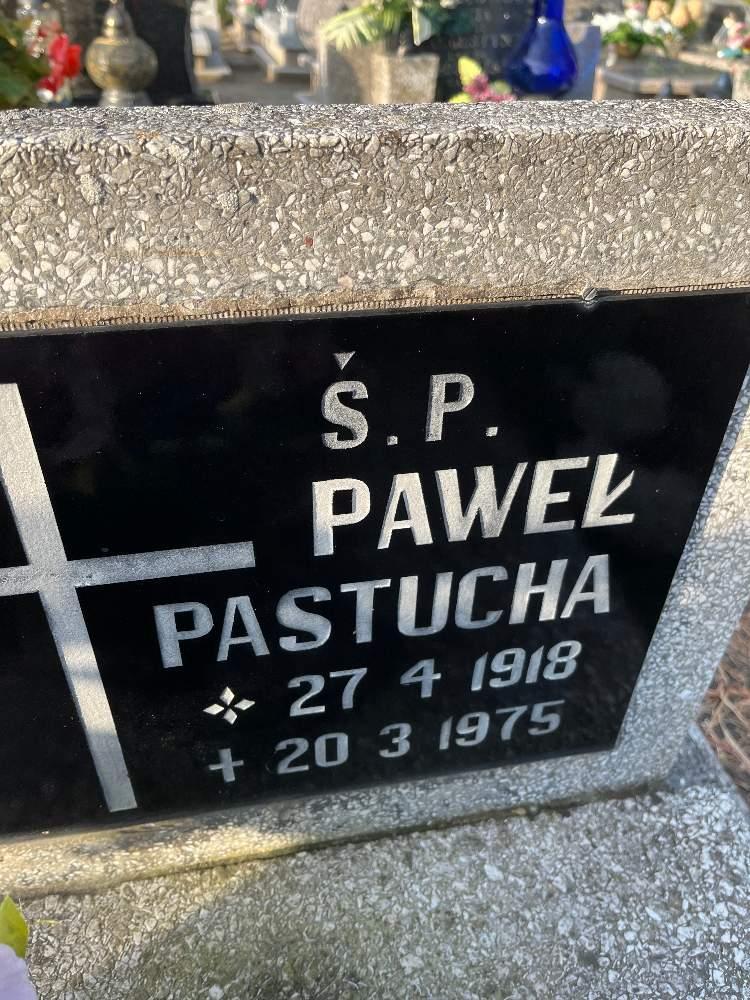 Ś. P.
PAWEŁ
PASTUCHA
27 4 1918
+ 20 3 1975